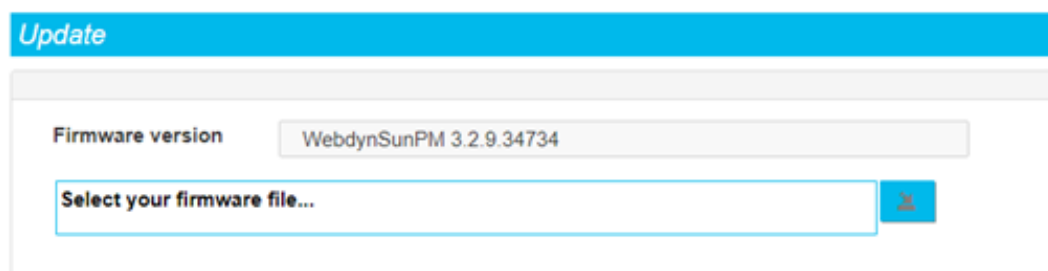 Update
Firmware version
WebdynSunPM 3.2.9.34734
Select your firmware file...